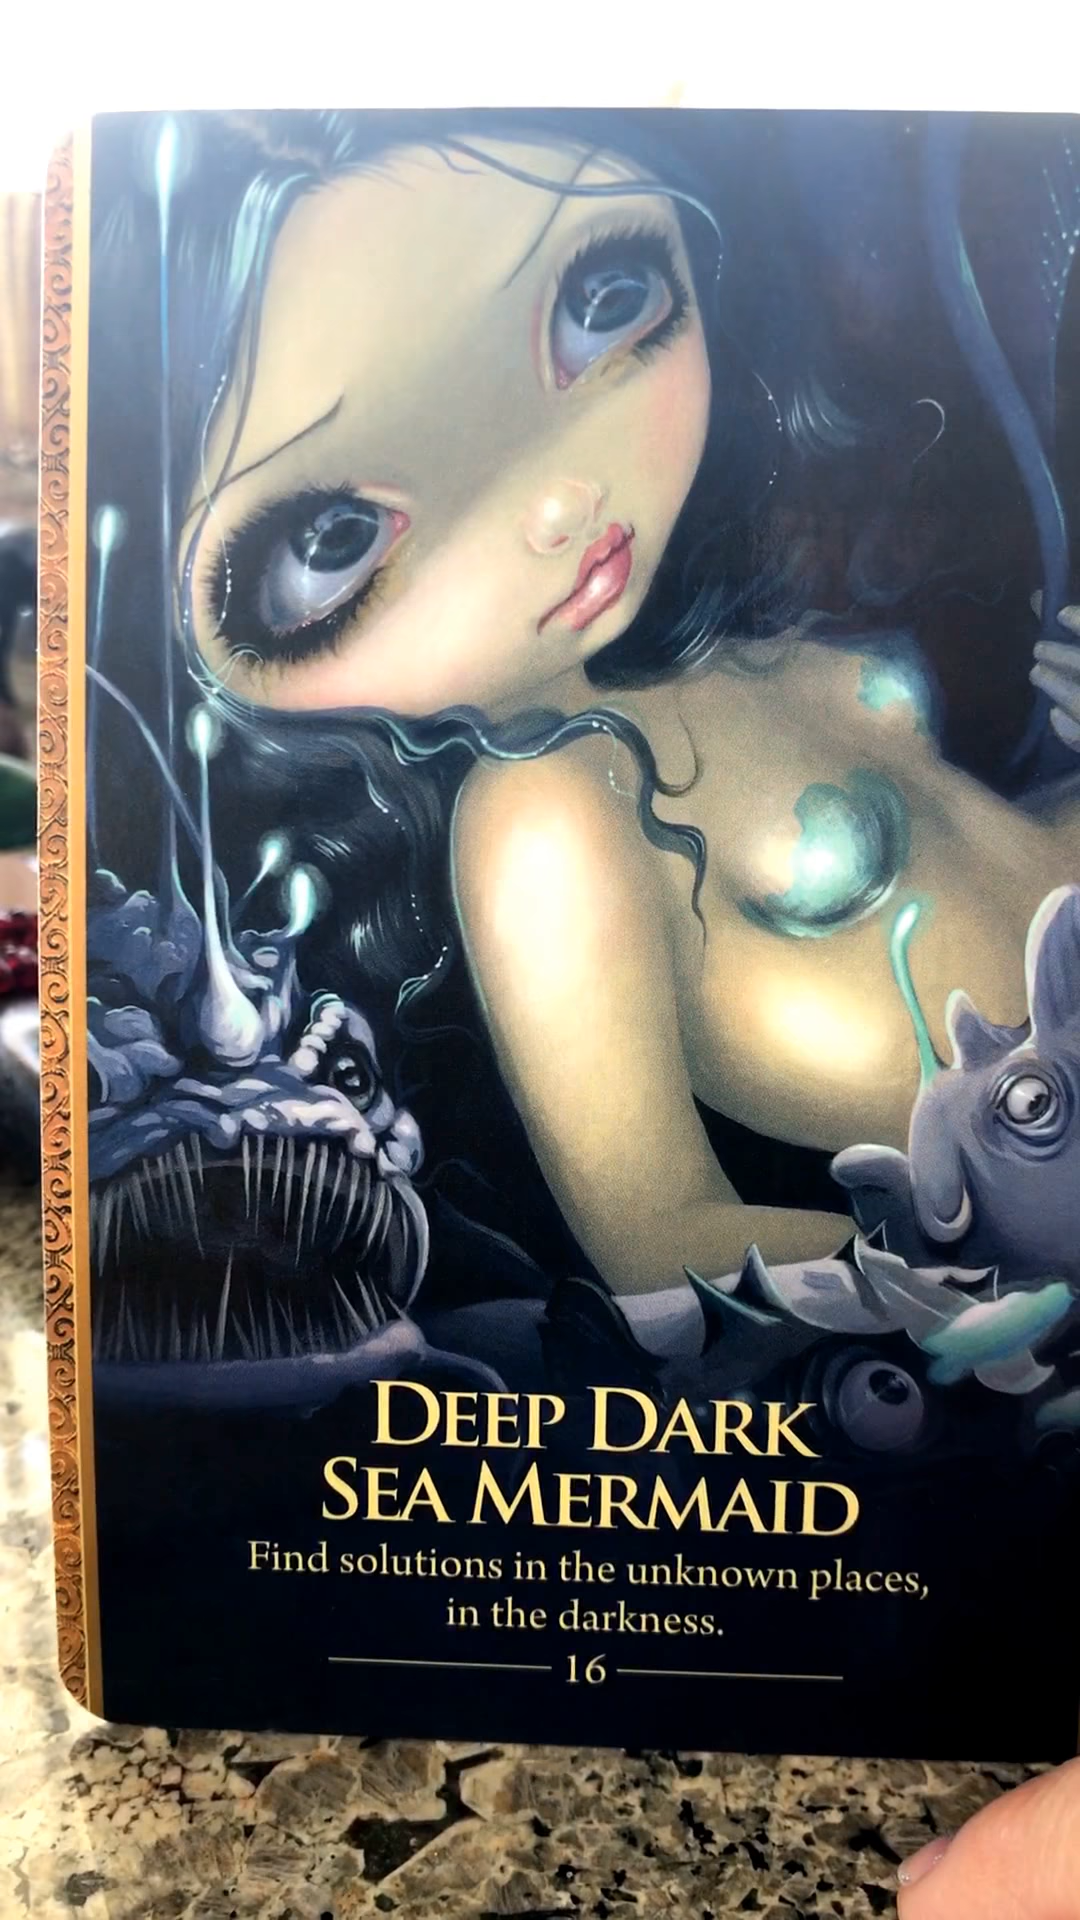 DEEP DARK
SEA MERMAID
Find solutions in the unknown places,
in the darkness.
16